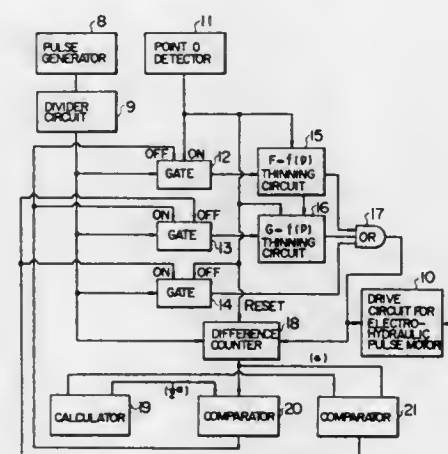 8
11
PULSE
GENERATOR
POINT O
DETECTOR
DIVIDER
CIRCUIT
9
OFF
ON
12
GATE
15
F=f(P)
THINNING
CIRCUIT
16
ON
OFF
GATE
13
G=f(P)
THINNING
CIRCUIT
17
OR
ON
OFF
GATE
14
RESET
10
DRIVE
CIRCUIT FOR
ELECTRO-
HYDRAULIC
PULSE MOTOR
18
DIFFERENCE
COUNTER
(a)
(½a)
CALCULATOR
19
COMPARATOR
20
COMPARATOR
21